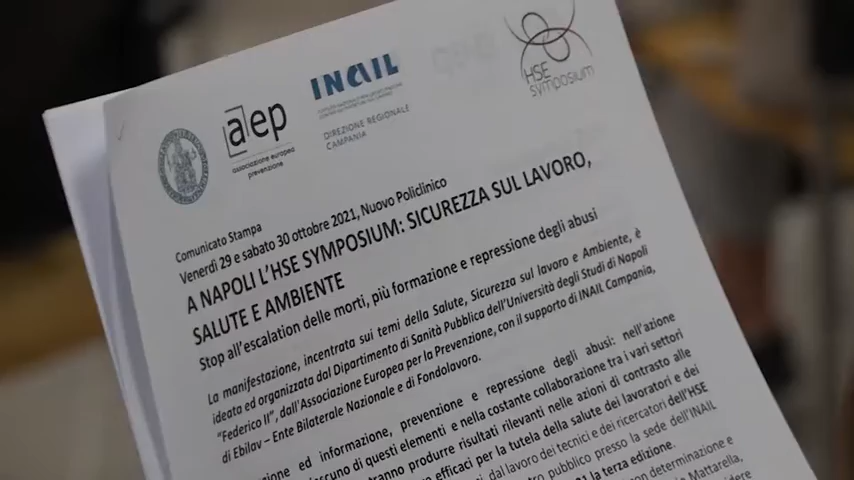 aep
associazione europea
prevenzione
INAIL
DIREZIONE REGIONALE
CAMPANIA
HSE
symposium
Comunicato Stampa
Venerdì 29 e sabato 30 ottobre 2021, Nuovo Policlinico
A NAPOLI L'HSE SYMPOSIUM: SICUREZZA SUL LAVORO,
SALUTE E AMBIENTE
Stop all'escalation delle morti, più formazione e repressione degli abusi
La manifestazione, incentrata sui temi della Salute, Sicurezza sul lavoro e Ambiente, è
ideata ed organizzata dal Dipartimento di Sanità Pubblica dell'Università degli Studi di Napoli
"Federico II", dall'Associazione Europea per la Prevenzione, con il supporto di INAIL Campania,
di Ebilav – Ente Bilaterale Nazionale e di Fondolavoro.
ed informazione, prevenzione e repressione degli abusi: nell'azione
di questi elementi e nella costante collaborazione tra i vari settori
produrre risultati rilevanti nelle azioni di contrasto alle
efficaci per la tutela della salute dei lavoratori e dei
dal lavoro dei tecnici e dei ricercatori dell'HSE
pubblico presso la sede dell'INAIL
la terza edizione.
con determinazione e
Mattarella,